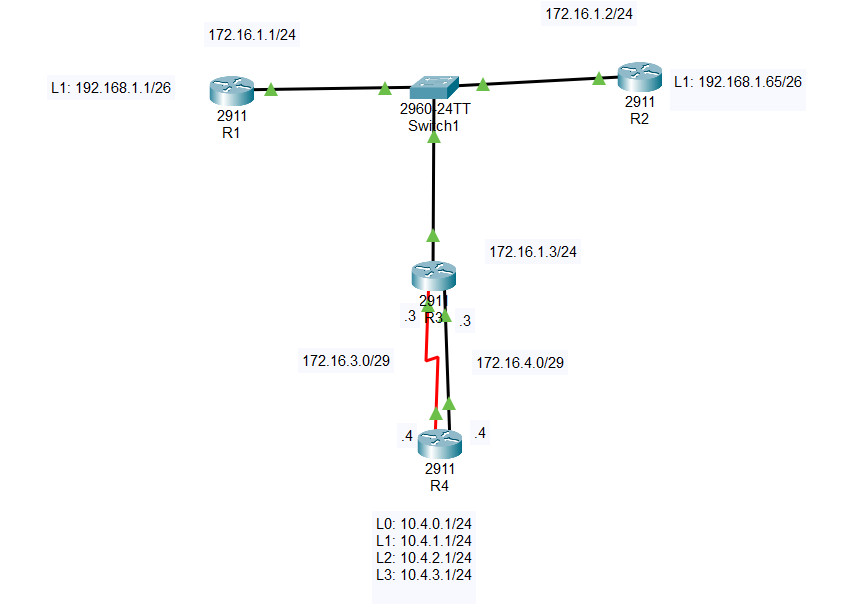 172.16.1.2/24
172.16.1.1/24
L1: 192.168.1.1/26
L1: 192.168.1.65/26
2911
R1
2960-24TT
Switch1
2911
R2
172.16.1.3/24
2911
R3
.3
.3
172.16.3.0/29
172.16.4.0/29
.4
.4
2911
R4
L0: 10.4.0.1/24
L1: 10.4.1.1/24
L2: 10.4.2.1/24
L3: 10.4.3.1/24